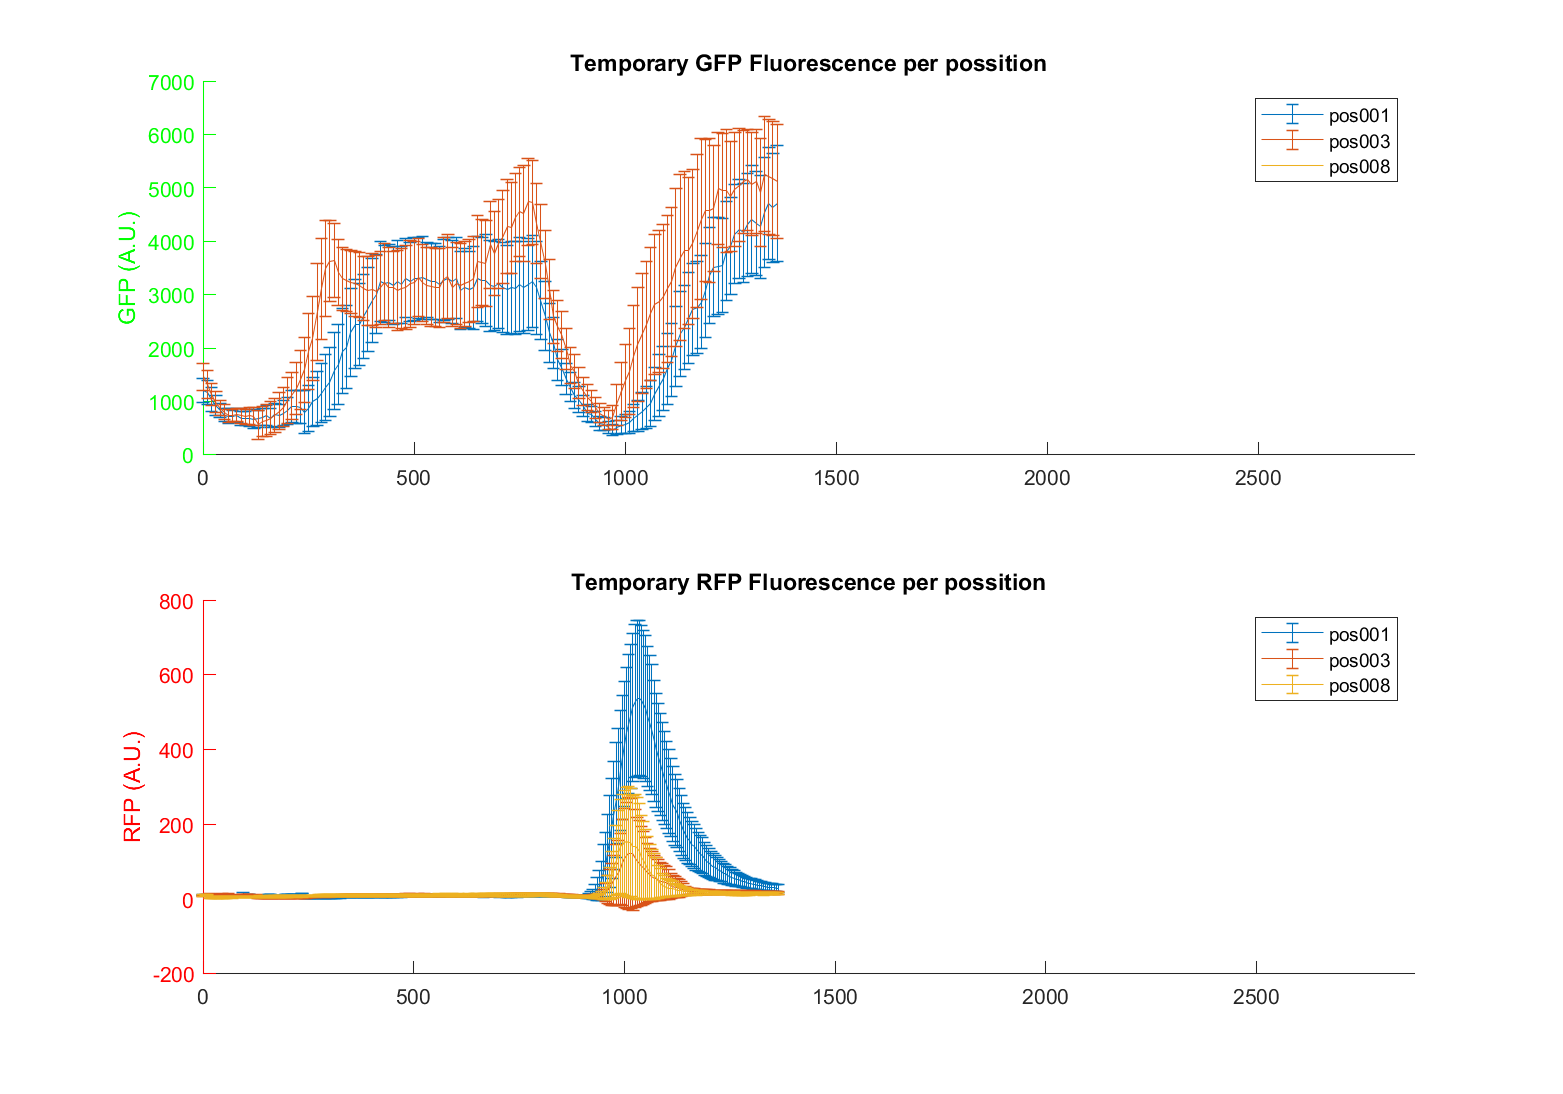 Temporary GFP Fluorescence per possition
7000
6000
5000
4000
3000
2000
1000
0
GFP (A.U.)
0 500 1000 1500 2000 2500
pos001
pos003
pos008
Temporary RFP Fluorescence per possition
800
600
400
200
0
-200
RFP (A.U.)
0 500 1000 1500 2000 2500
pos001
pos003
pos008